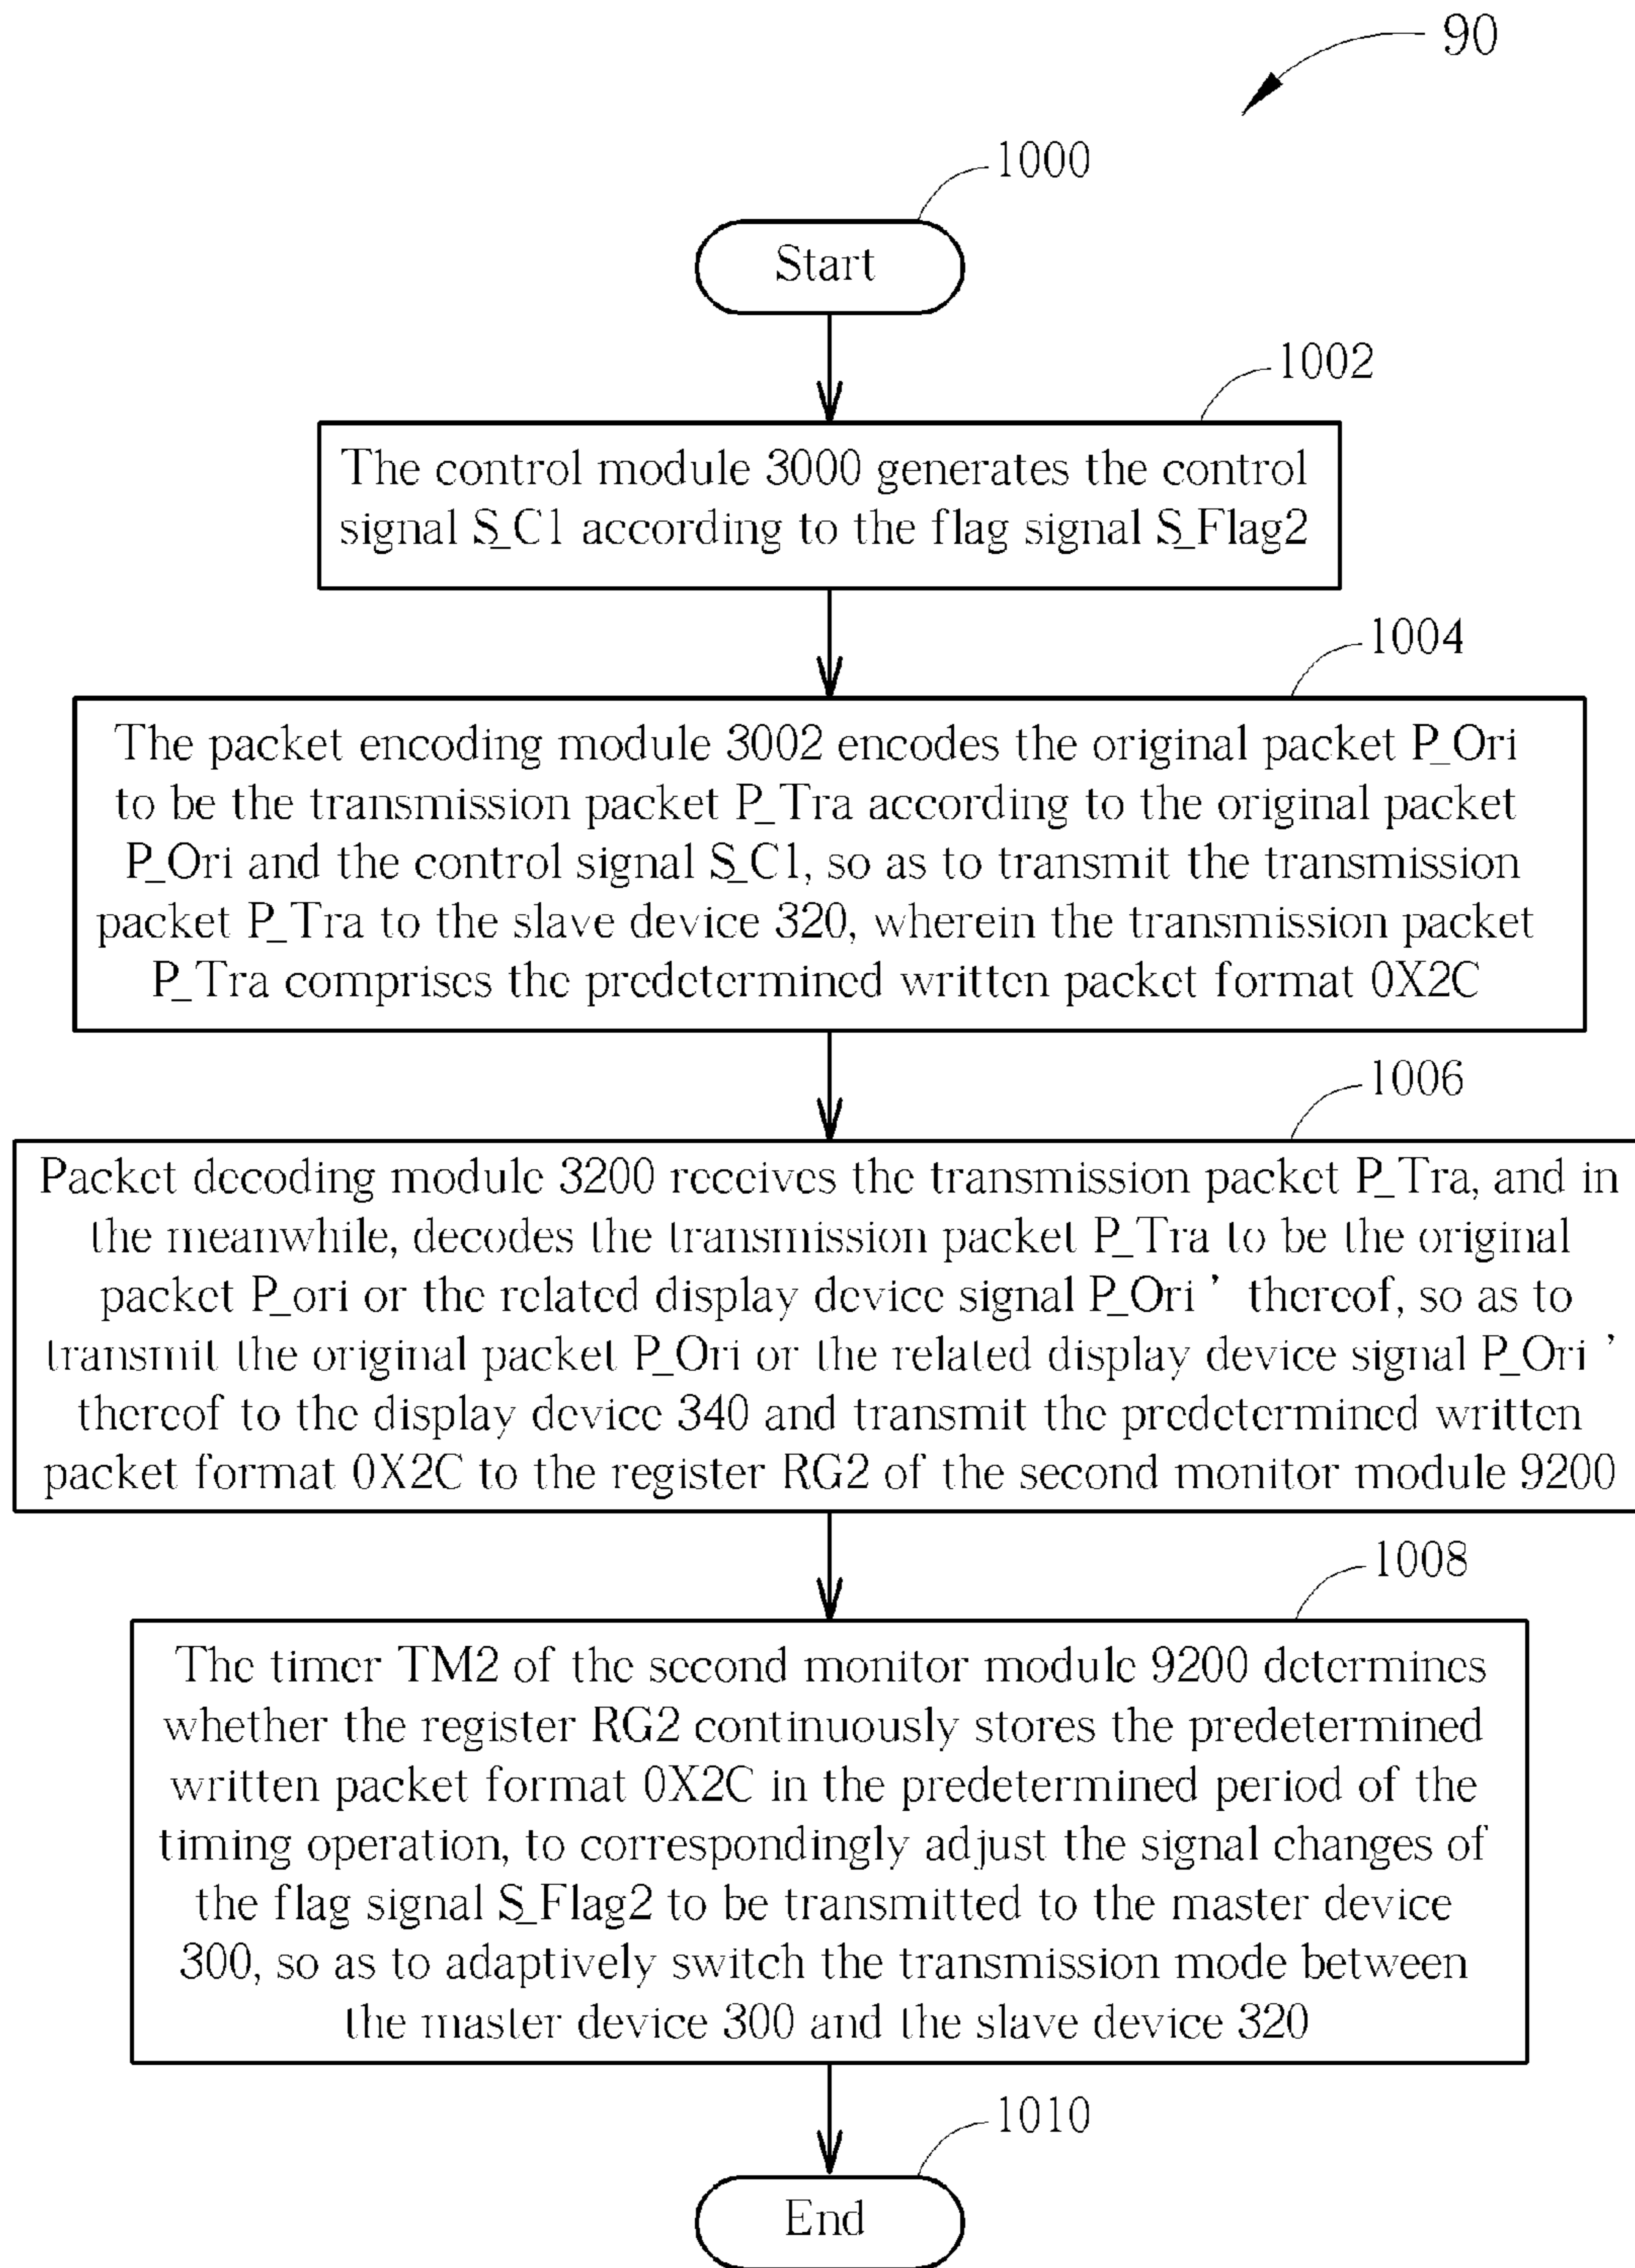 90
1000
Start
1002
The control module 3000 generates the control
signal S_C1 according to the flag signal S_Flag2
1004
The packet encoding module 3002 encodes the original packet P_Ori
to be the transmission packet P_Tra according to the original packet
P_Ori and the control signal S_C1, so as to transmit the transmission
packet P_Tra to the slave device 320, wherein the transmission packet
P_Tra comprises the predetermined written packet format 0X2C
1006
Packet decoding module 3200 receives the transmission packet P_Tra, and in
the meanwhile, decodes the transmission packet P_Tra to be the original
packet P_ori or the related display device signal P_Ori’ thereof, so as to
transmit the original packet P_Ori or the related display device signal P_Ori’
thereof to the display device 340 and transmit the predetermined written
packet format 0X2C to the register RG2 of the second monitor module 9200
1008
The timer TM2 of the second monitor module 9200 determines
whether the register RG2 continuously stores the predetermined
written packet format 0X2C in the predetermined period of the
timing operation, to correspondingly adjust the signal changes of
the flag signal S_Flag2 to be transmitted to the master device
300, so as to adaptively switch the transmission mode between
the master device 300 and the slave device 320
1010
End